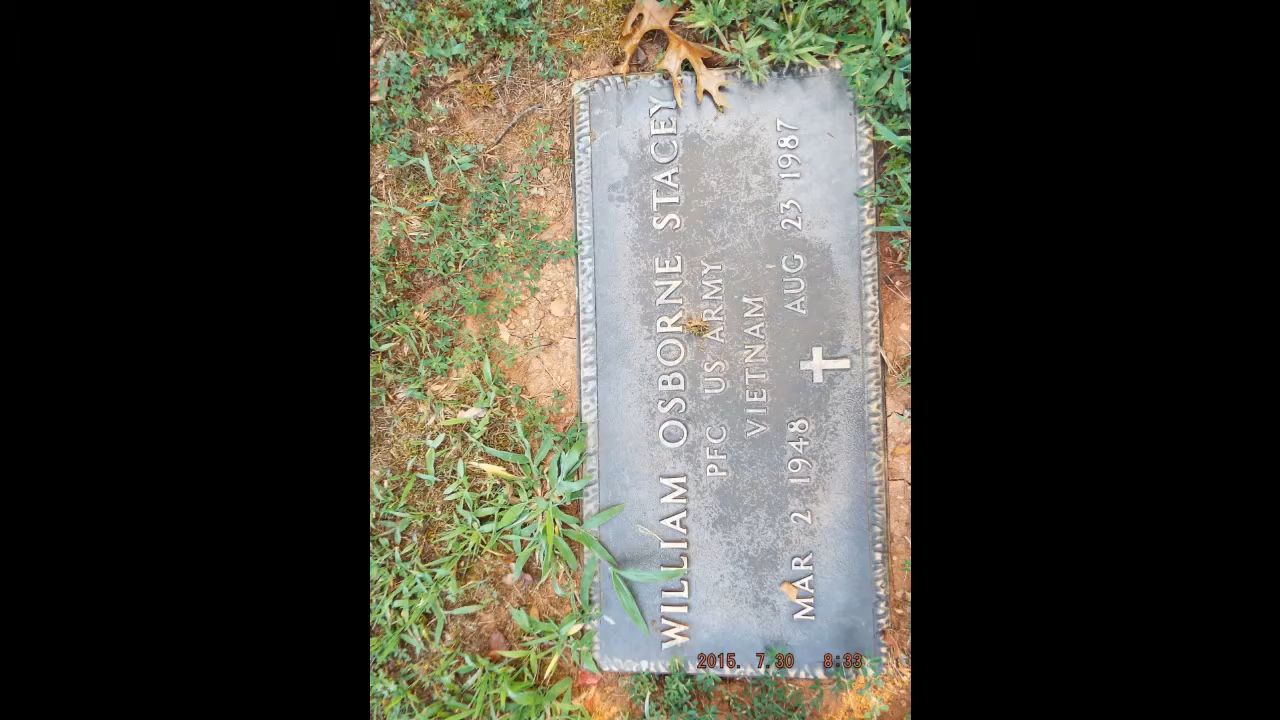 WILLIAM OSBORNE STACEY
PFC US ARMY
VIETNAM
MAR 2 1948 AUG 23 1987
2015. 7.30 8:33